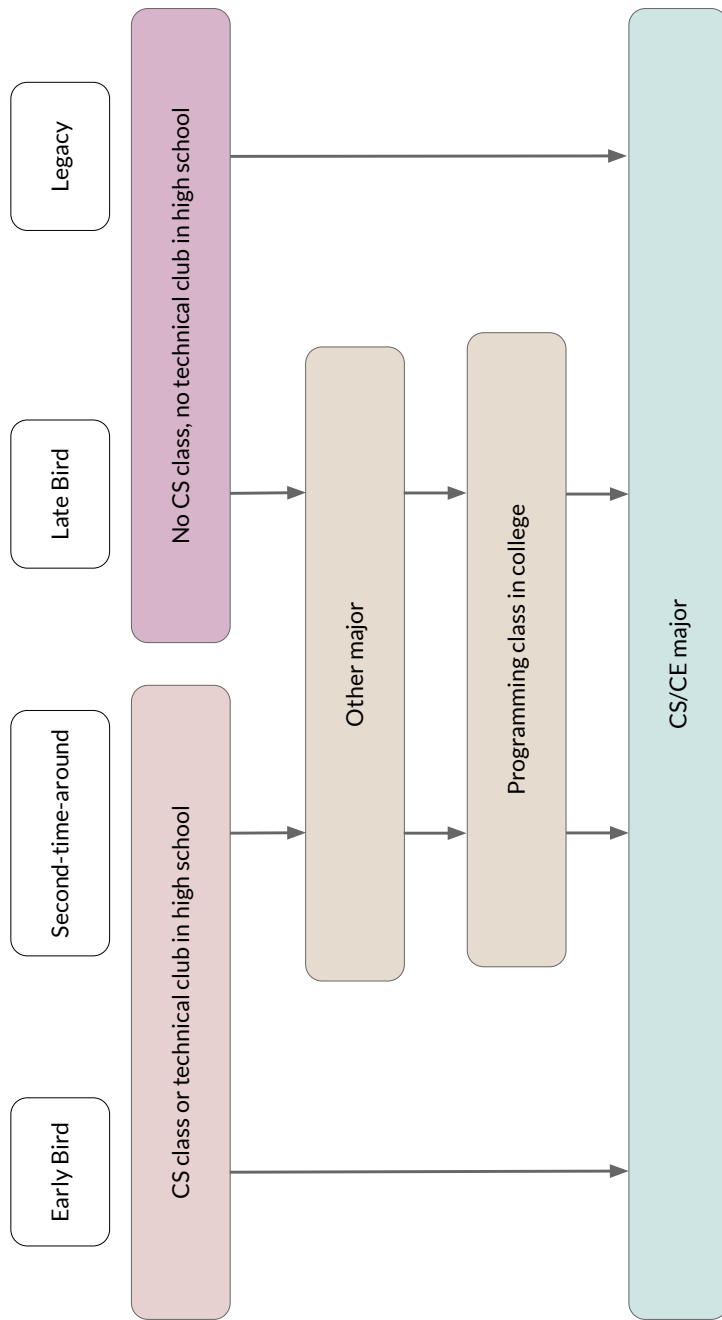 Early Bird
Second-time-around
Late Bird
Legacy
CS class or technical club in high school
No CS class, no technical club in high school
Other major
Programming class in college
CS/CE major